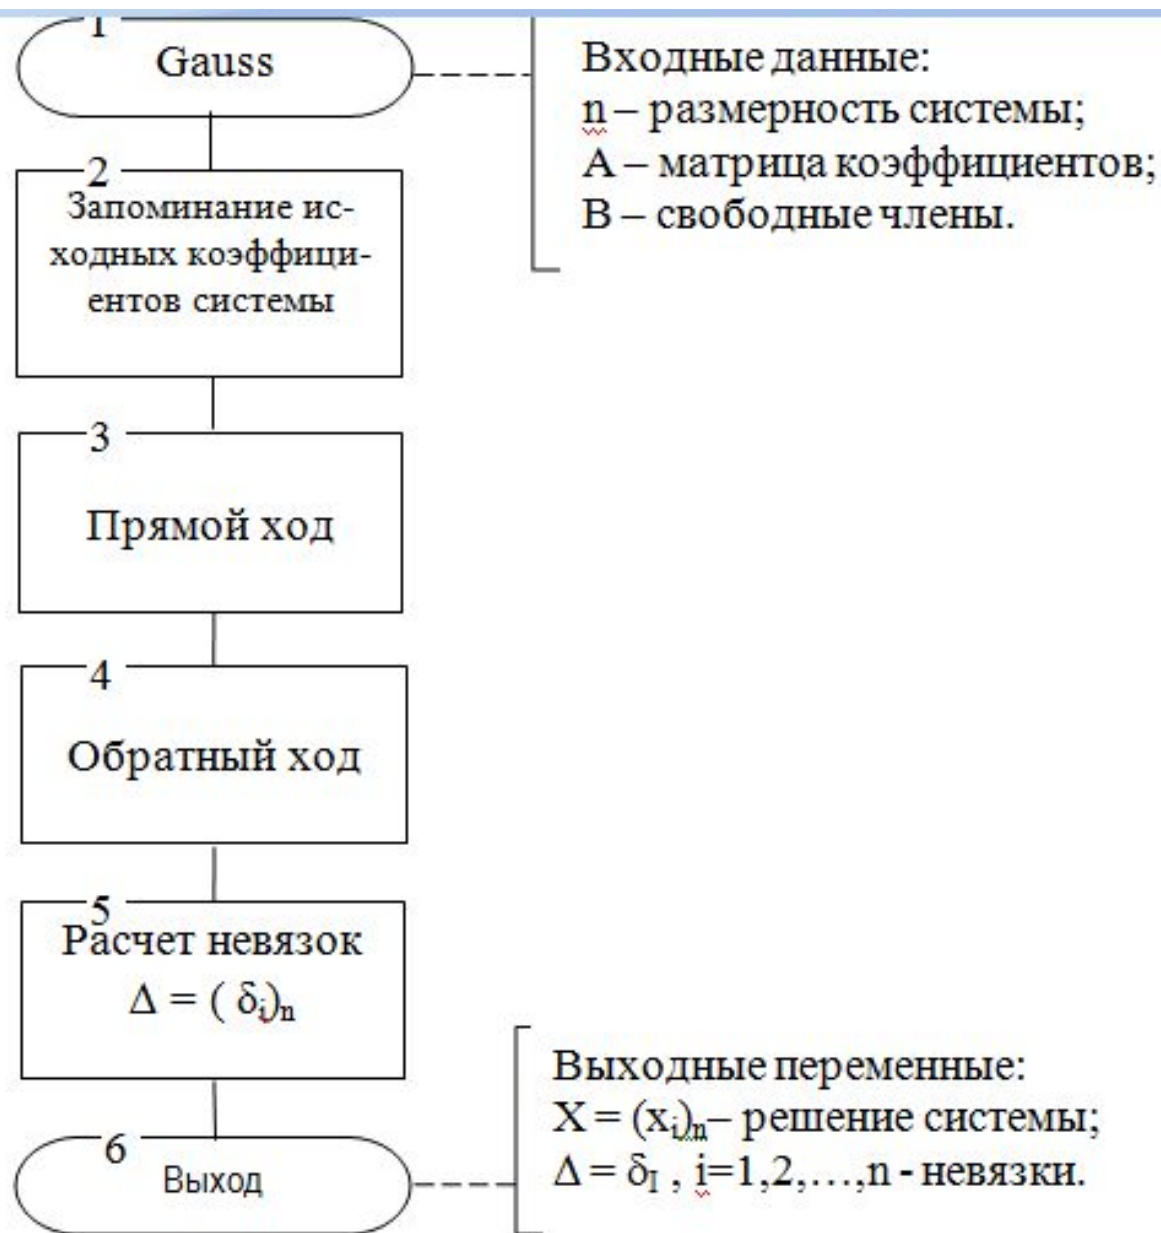 1
Gauss
Входные данные:
n – размерность системы;
A – матрица коэффициентов;
B – свободные члены.
2
Запоминание ис-
ходных коэффици-
ентов системы
3
Прямой ход
4
Обратный ход
5
Расчет невязок
Δ = ( δᵢ)ₙ
Выходные переменные:
X = (xᵢ)ₙ– решение системы;
Δ = δ_I , i=1,2,…,n - невязки.
6
Выход